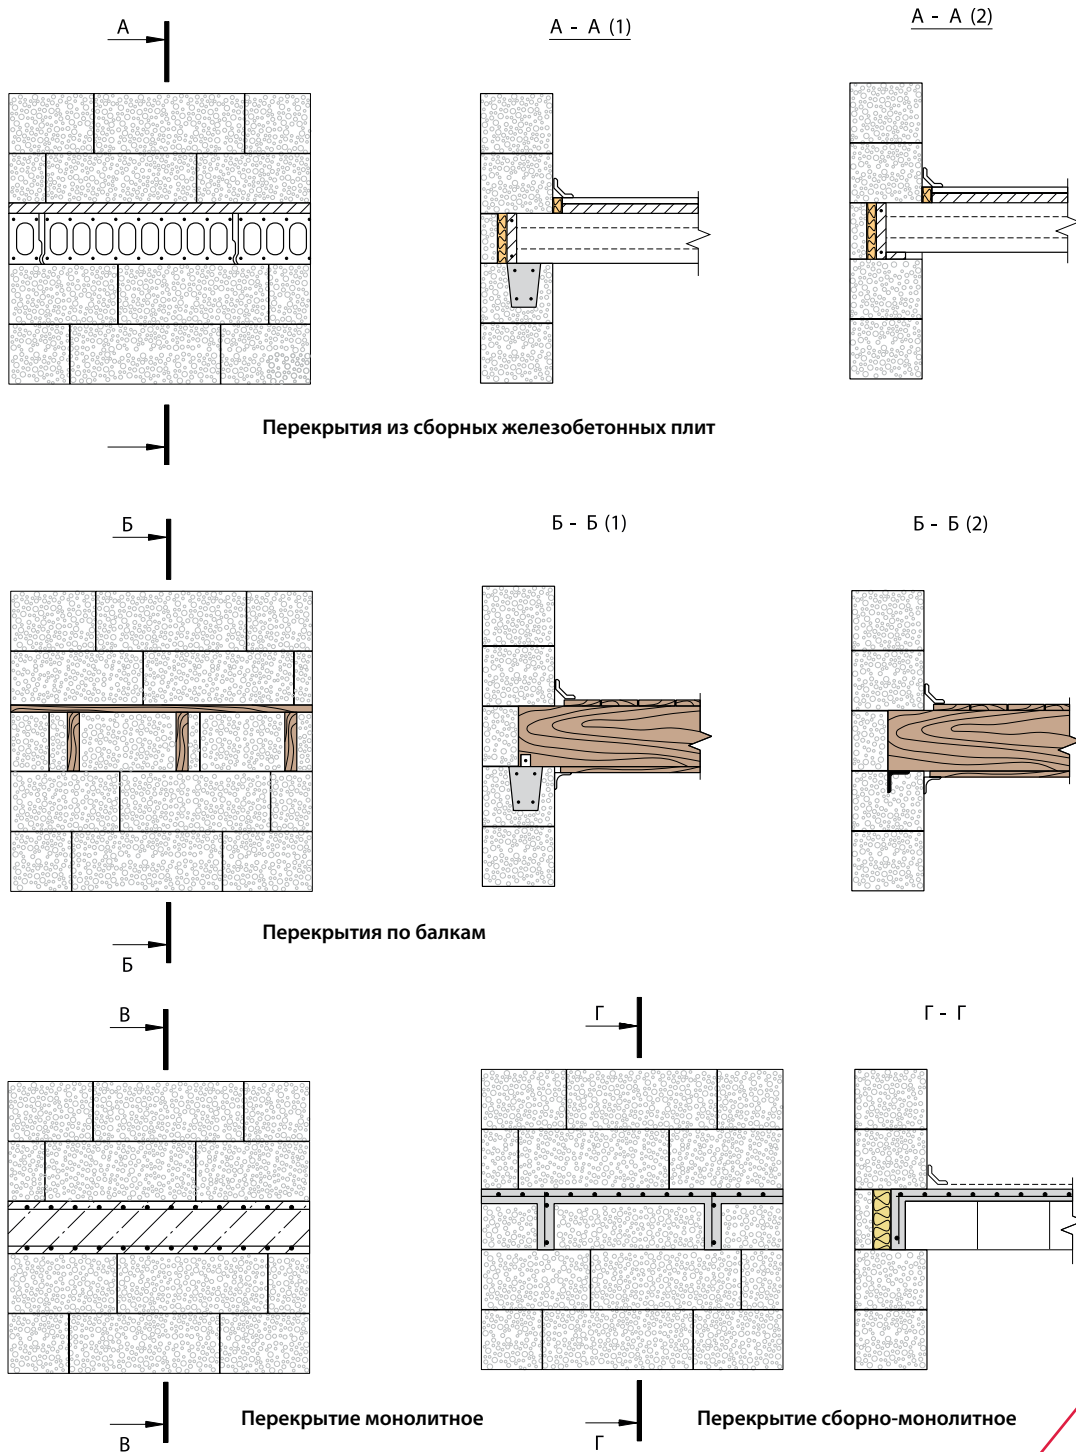 А
А - А (1)
А - А (2)
Перекрытия из сборных железобетонных плит
Б
Б - Б (1)
Б - Б (2)
Перекрытия по балкам
Б
В
Г
Г - Г
Перекрытие монолитное
Перекрытие сборно-монолитное
В
Г